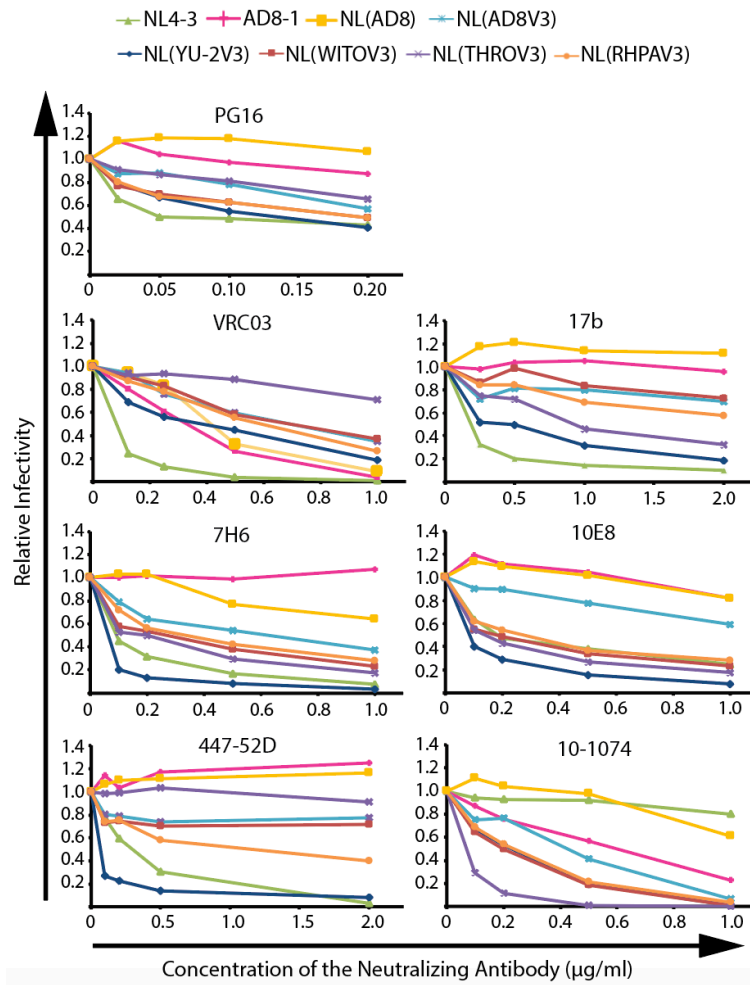 NL4-3 AD8-1 NL(AD8) NL(AD8V3)
NL(YU-2V3) NL(WITOV3) NL(THROV3) NL(RHPAV3)
Relative Infectivity
PG16
1.4
1.2
1.0
0.8
0.6
0.4
0.2
0 0.05 0.10 0.15 0.20
VRC03
1.4
1.2
1.0
0.8
0.6
0.4
0.2
0 0.2 0.4 0.6 0.8 1.0
17b
1.4
1.2
1.0
0.8
0.6
0.4
0.2
0 0.5 1.0 1.5 2.0
7H6
1.4
1.2
1.0
0.8
0.6
0.4
0.2
0 0.2 0.4 0.6 0.8 1.0
10E8
1.4
1.2
1.0
0.8
0.6
0.4
0.2
0 0.2 0.4 0.6 0.8 1.0
447-52D
1.4
1.2
1.0
0.8
0.6
0.4
0.2
0 0.5 1.0 1.5 2.0
10-1074
1.4
1.2
1.0
0.8
0.6
0.4
0.2
0 0.2 0.4 0.6 0.8 1.0
Concentration of the Neutralizing Antibody (µg/ml)